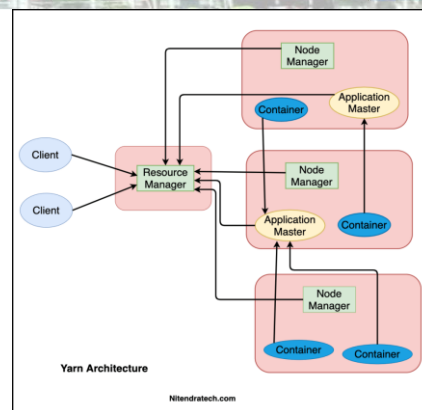 Node
Manager
Application
Master
Container
Client
Resource
Manager
Node
Manager
Client
Application
Master
Container
Node
Manager
Container
Container
Yarn Architecture
Nitendratech.com